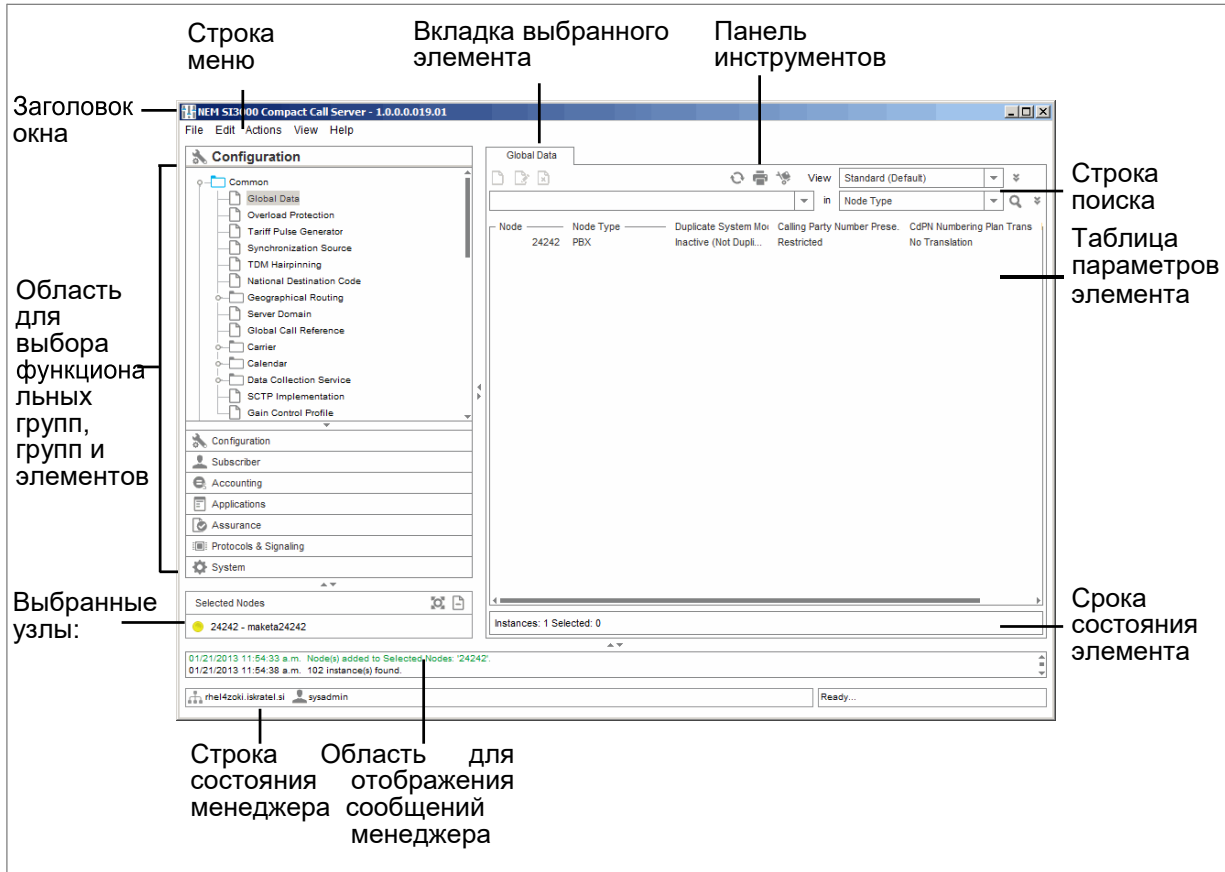 Строка
меню
Вкладка выбранного
элемента
Панель
инструментов
Заголовок
окна
NEM SI3000 Compact Call Server - 1.0.0.0.019.01
File Edit Actions View Help
Configuration
Common
Global Data
Overload Protection
Tariff Pulse Generator
Synchronization Source
TDM Hairpinning
National Destination Code
Geographical Routing
Server Domain
Global Call Reference
Carrier
Calendar
Data Collection Service
SCTP Implementation
Gain Control Profile
Configuration
Subscriber
Accounting
Applications
Assurance
Protocols & Signaling
System
Selected Nodes
24242 - maketa24242
Global Data
View Standard (Default)
in Node Type
Node Node Type Duplicate System Mo Calling Party Number Prese. CdPN Numbering Plan Trans
24242 PBX Inactive (Not Dupli... Restricted No Translation
Instances: 1 Selected: 0
01/21/2013 11:54:33 a.m. Node(s) added to Selected Nodes: '24242'.
01/21/2013 11:54:38 a.m. 102 instance(s) found.
rhel4zoki.iskratel.si sysadmin Ready...
Строка
поиска
Таблица
параметров
элемента
Область
для
выбора
функциона
льных
групп,
групп и
элементов
Выбранные
узлы:
Срока
состояния
элемента
Строка
состояния
менеджера
Область для
отображения
сообщений
менеджера